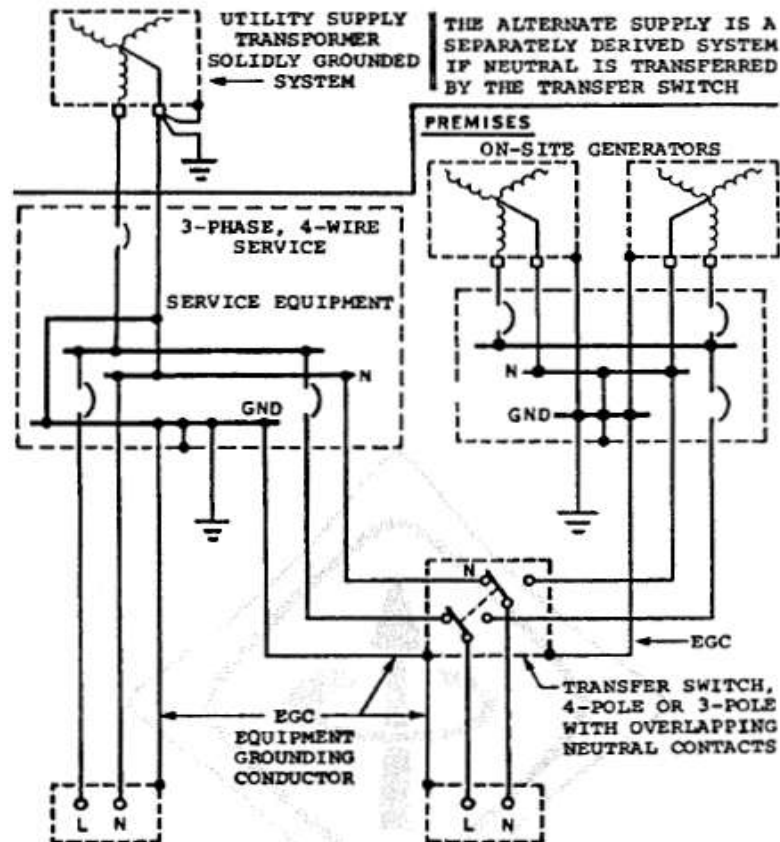 UTILITY SUPPLY
TRANSFORMER
SOLIDLY GROUNDED
SYSTEM
THE ALTERNATE SUPPLY IS A
SEPARATELY DERIVED SYSTEM
IF NEUTRAL IS TRANSFERRED
BY THE TRANSFER SWITCH
PREMISES
ON-SITE GENERATORS
3-PHASE, 4-WIRE
SERVICE
SERVICE EQUIPMENT
N
GND
N
GND
N
EGC
TRANSFER SWITCH,
4-POLE OR 3-POLE
WITH OVERLAPPING
NEUTRAL CONTACTS
EGC
EQUIPMENT
GROUNDING
CONDUCTOR
L N
L N